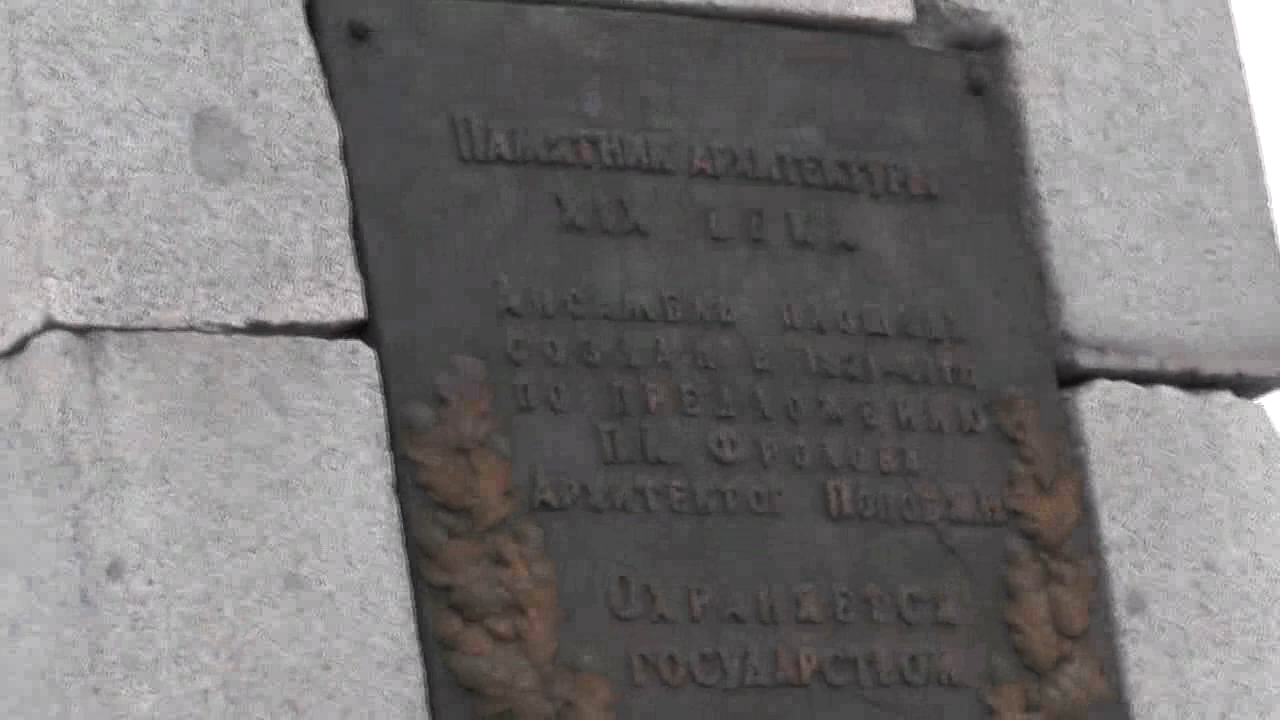 Памятник архитектуры
XIX века
Ансамбль площади
создан в
по предложению
П.К. Фролова
Архитектор
Охраняется
государством